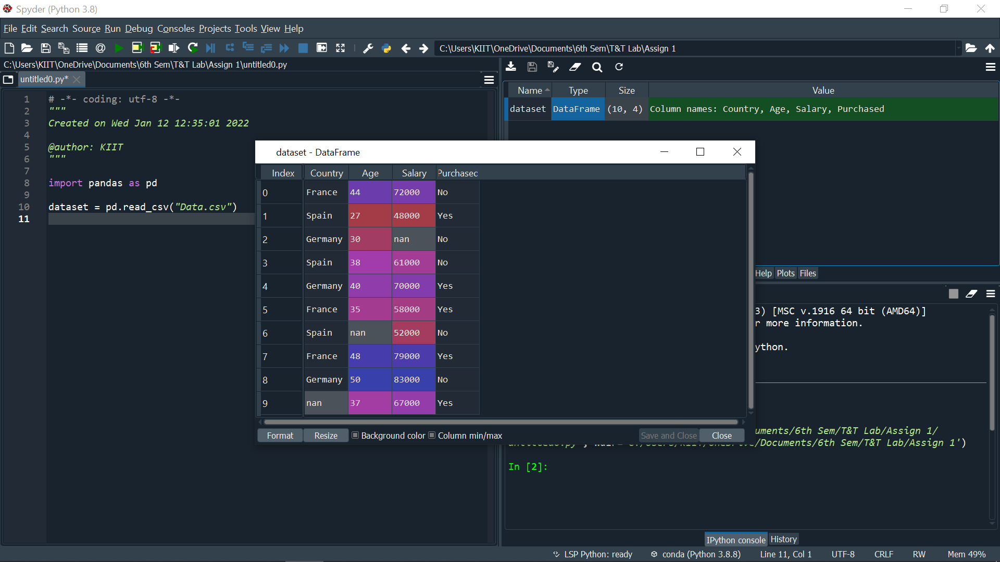 Spyder (Python 3.8)
File Edit Search Source Run Debug Consoles Projects Tools View Help
C:\Users\KIIT\OneDrive\Documents\6th Sem\T&T Lab\Assign 1
C:\Users\KIIT\OneDrive\Documents\6th Sem\T&T Lab\Assign 1\untitled0.py
untitled0.py*
1 # -*- coding: utf-8 -*-
2 """
3 Created on Wed Jan 12 12:35:01 2022
4
5 @author: KIIT
6 """
7
8 import pandas as pd
9
10 dataset = pd.read_csv("Data.csv")
11
Name Type Size Value
dataset DataFrame (10, 4) Column names: Country, Age, Salary, Purchased
dataset - DataFrame
Index Country Age Salary Purchased
0 France 44 72000 No
1 Spain 27 48000 Yes
2 Germany 30 nan No
3 Spain 38 61000 No
4 Germany 40 70000 Yes
5 France 35 58000 Yes
6 Spain nan 52000 No
7 France 48 79000 Yes
8 Germany 50 83000 No
9 nan 37 67000 Yes
Format Resize Background color Column min/max Save and Close Close
Help Plots Files
3) [MSC v.1916 64 bit (AMD64)]
r more information.
ython.
uments/6th Sem/T&T Lab/Assign 1/
/Documents/6th Sem/T&T Lab/Assign 1')
In [2]:
IPython console History
LSP Python: ready conda (Python 3.8.8) Line 11, Col 1 UTF-8 CRLF RW Mem 49%